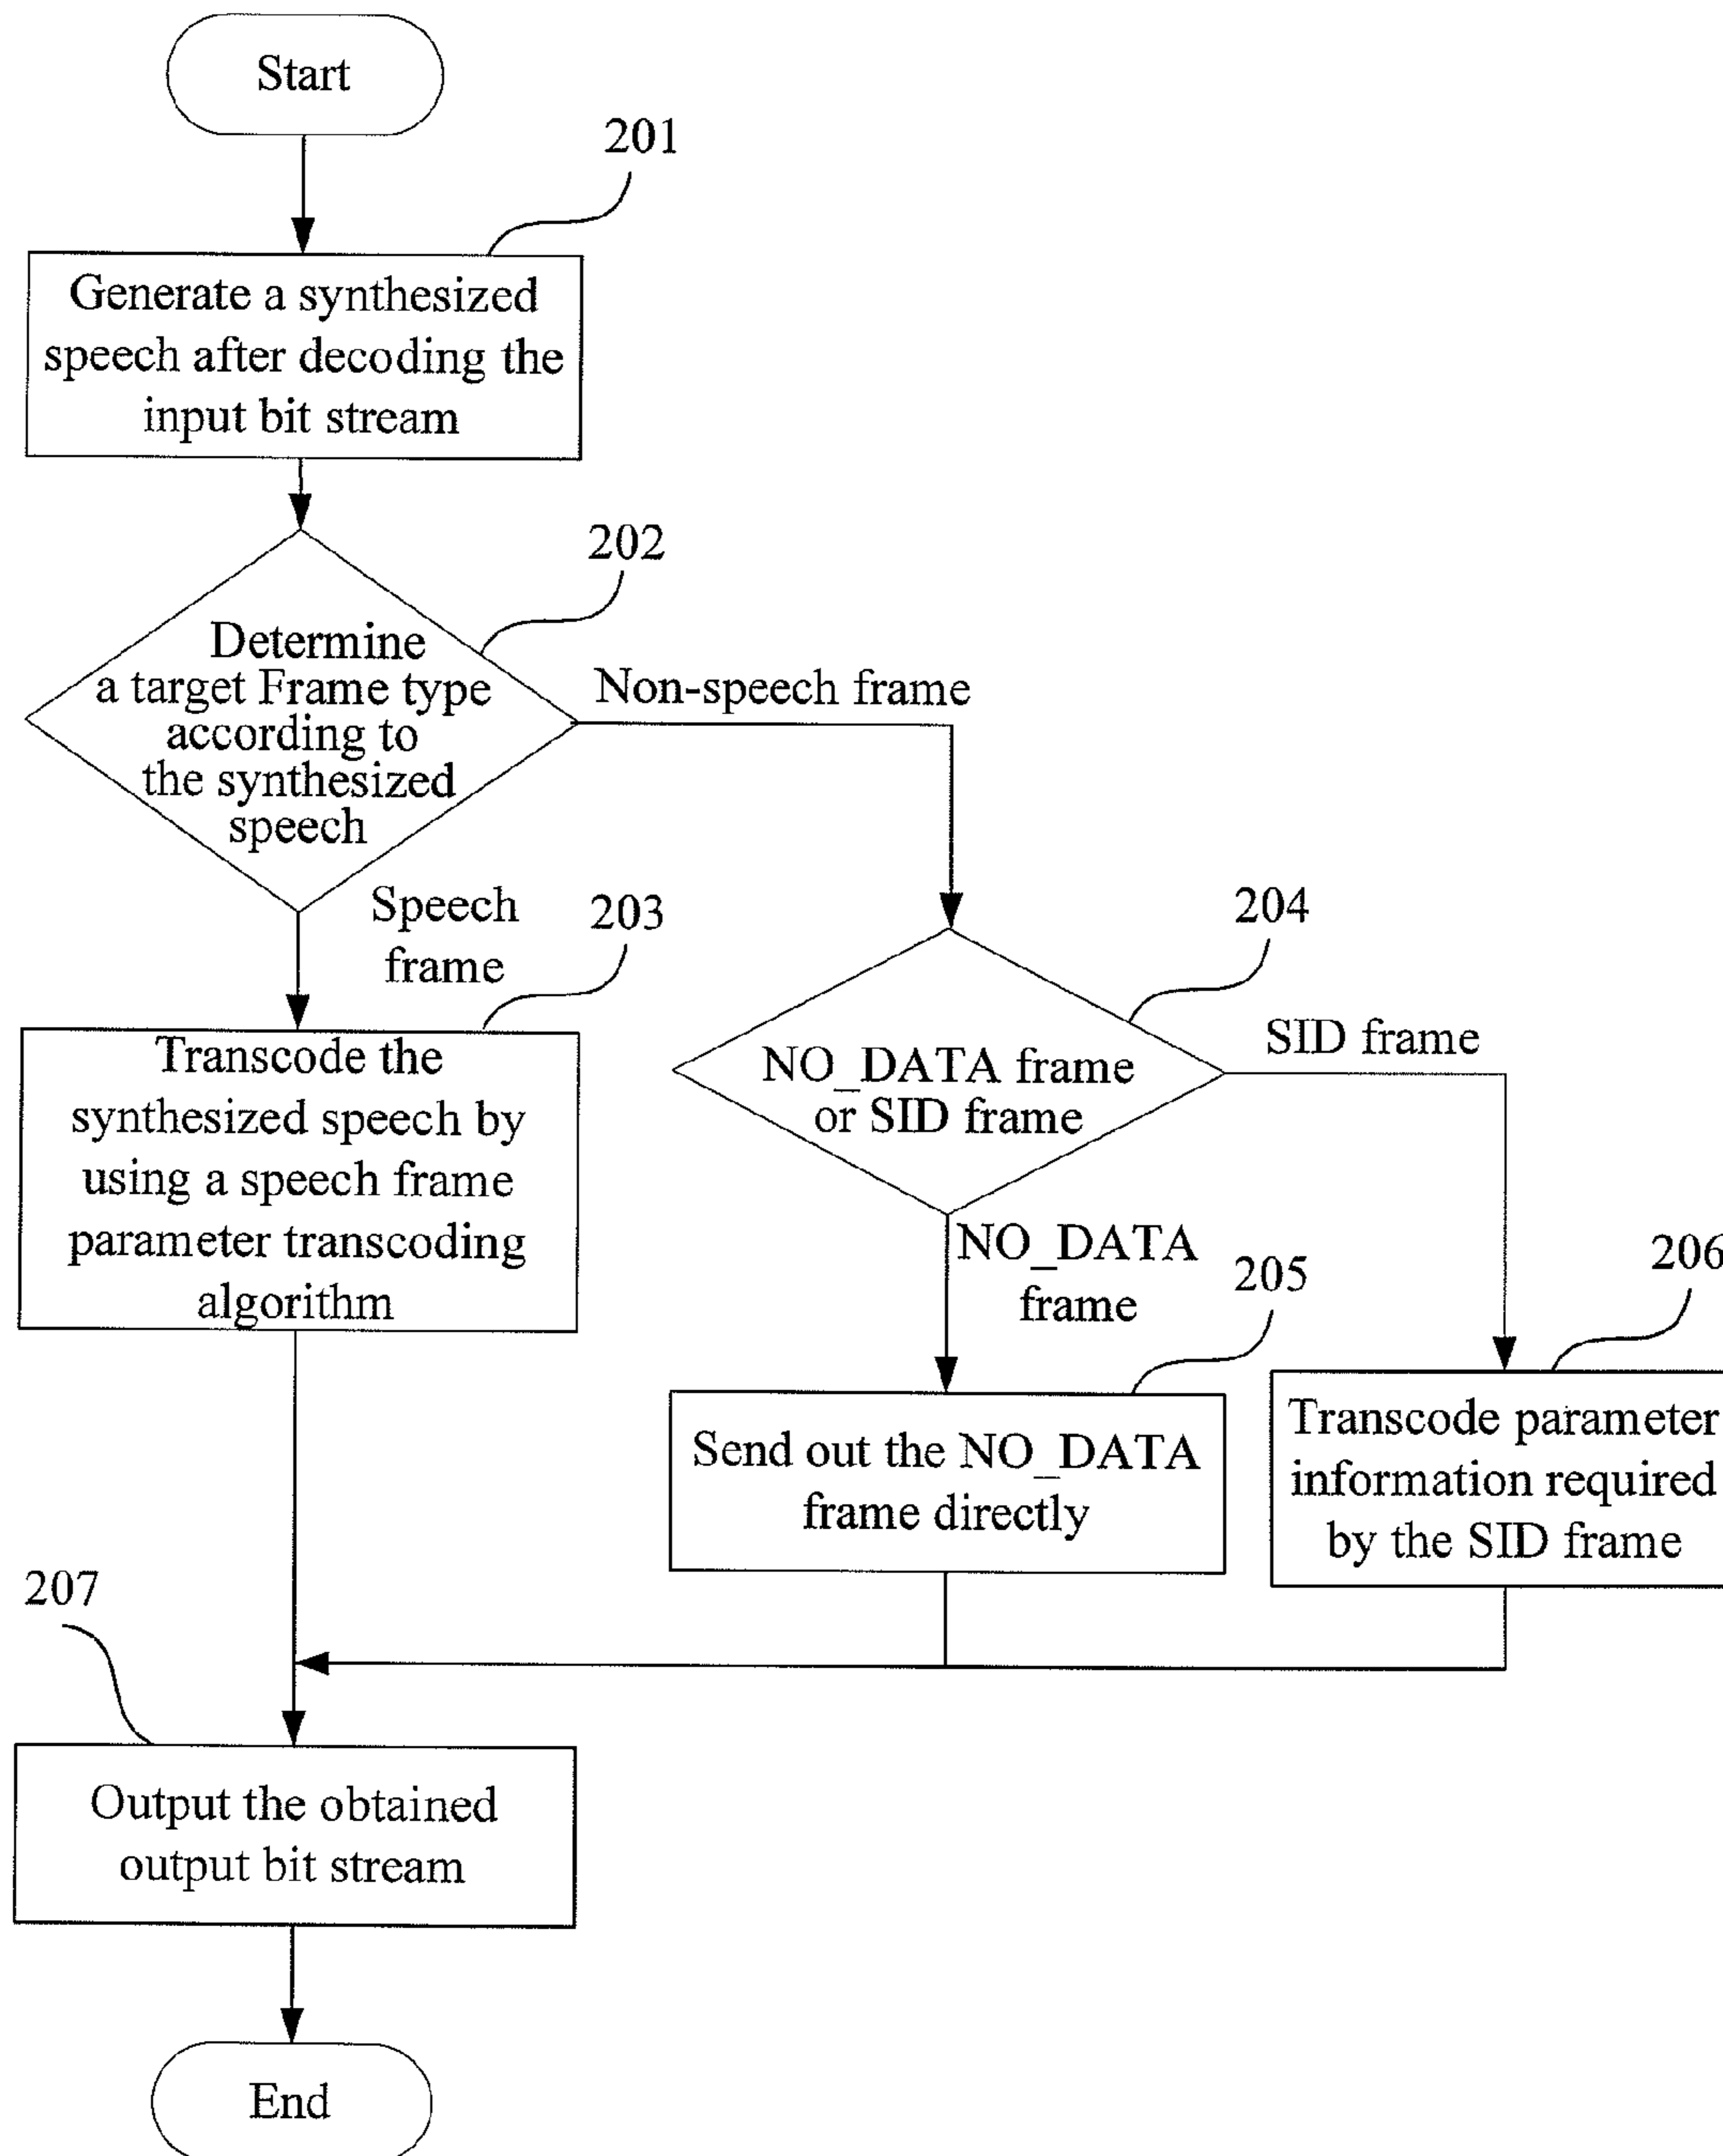 Start
201
Generate a synthesized
speech after decoding the
input bit stream
202
Determine
a target Frame type
according to
the synthesized
speech
Non-speech frame
Speech
frame
203
204
Transcode the
synthesized speech by
using a speech frame
parameter transcoding
algorithm
NO_DATA frame
or SID frame
SID frame
NO_DATA
frame
205
206
Send out the NO_DATA
frame directly
Transcode parameter
information required
by the SID frame
207
Output the obtained
output bit stream
End